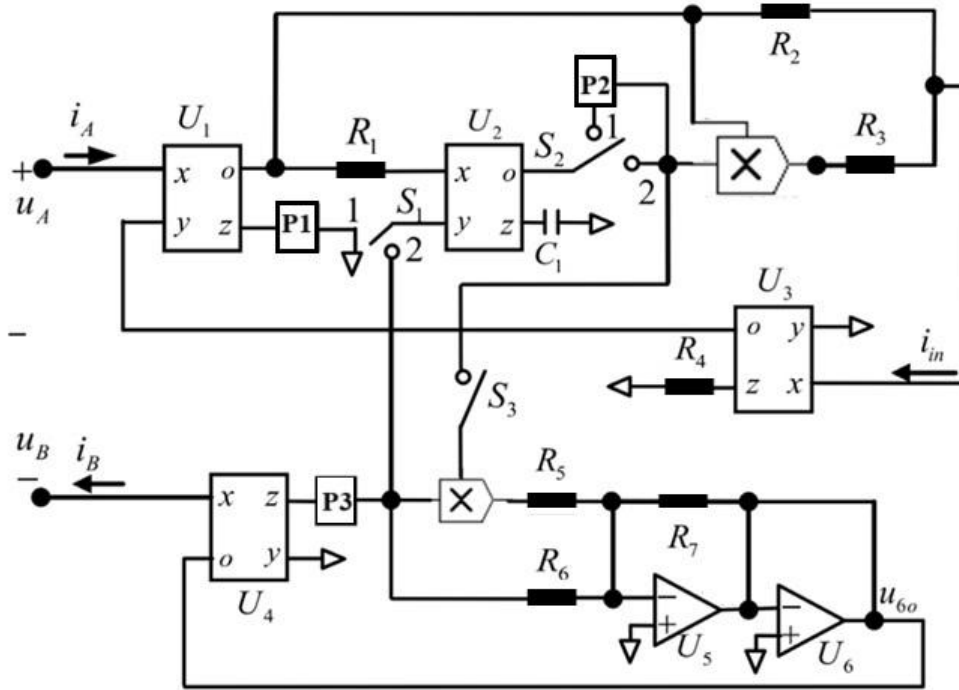 R2
P2
iA
U1
R1
U2
S2
1
R3
+
x
o
x
o
×
uA
2
y
z
P1
1
S1
y
z
2
C1
U3
−
o
y
R4
iin
z
x
S3
uB
iB
R5
−
x
z
P3
×
R7
o
y
R6
U4
−
−
u6o
+
U5
+
U6